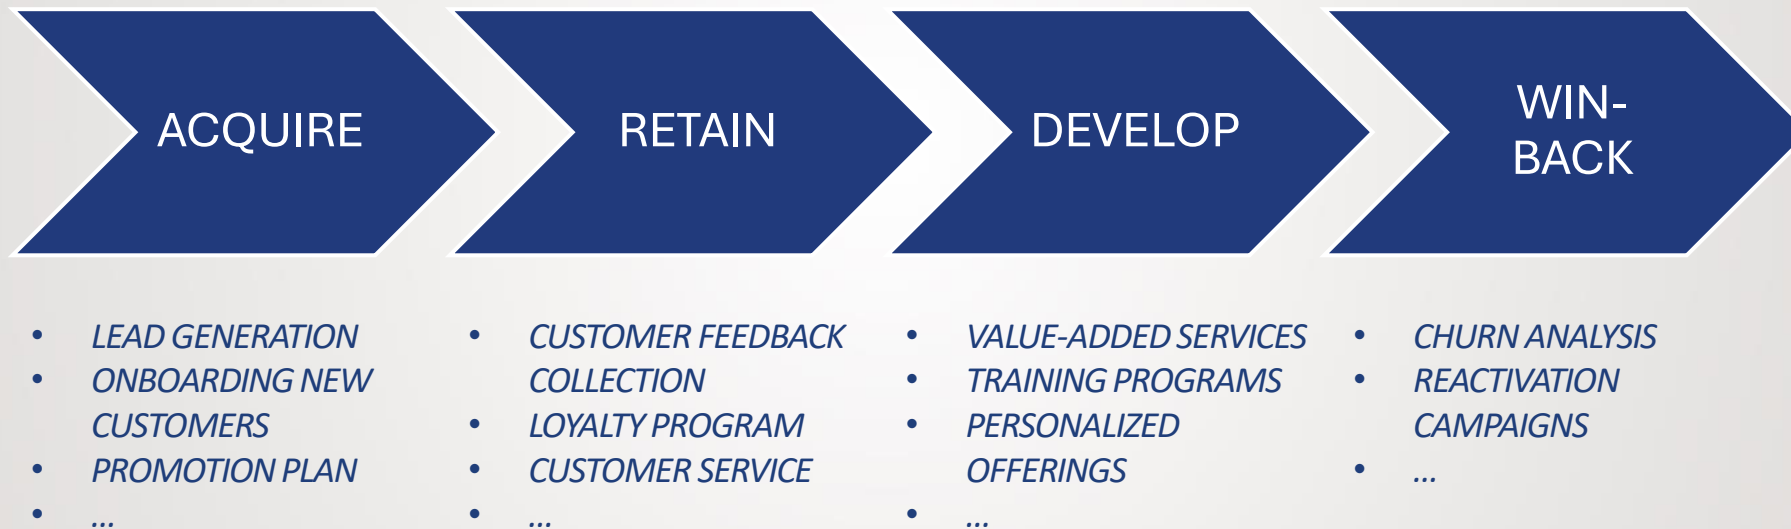 ACQUIRE
RETAIN
DEVELOP
WIN-
BACK
• LEAD GENERATION
• ONBOARDING NEW
CUSTOMERS
• PROMOTION PLAN
• ...
• CUSTOMER FEEDBACK
COLLECTION
• LOYALTY PROGRAM
• CUSTOMER SERVICE
• ...
• VALUE-ADDED SERVICES
• TRAINING PROGRAMS
• PERSONALIZED
OFFERINGS
• ...
• CHURN ANALYSIS
• REACTIVATION
CAMPAIGNS
• ...